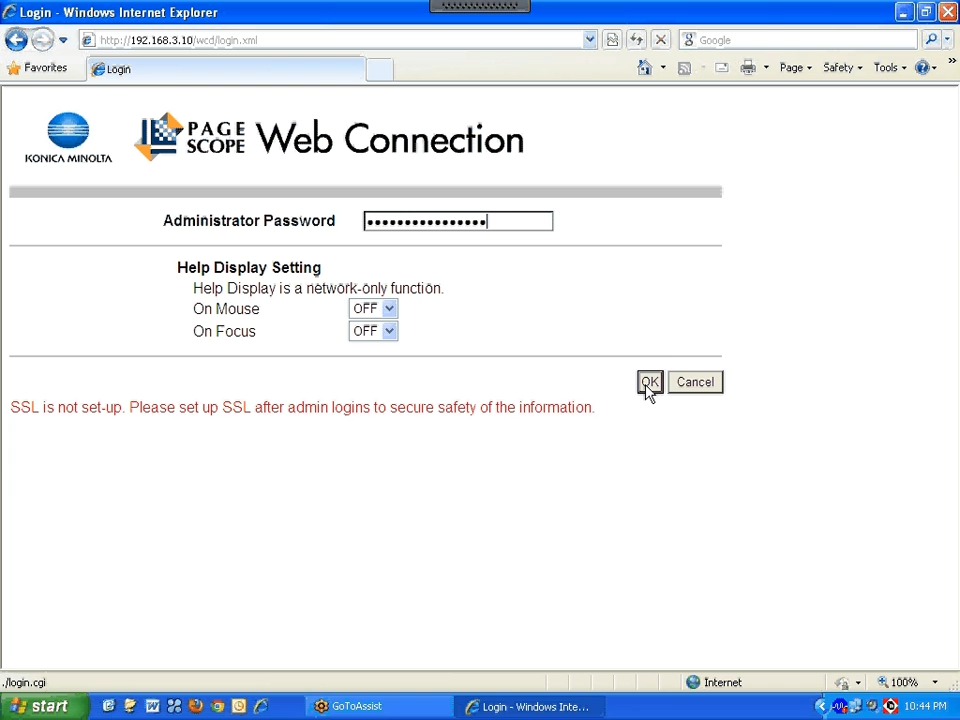 Login - Windows Internet Explorer
http://192.168.3.10/wcd/login.xml
Google
Favorites
Login
Page
Safety
Tools
»
KONICA MINOLTA
PAGE SCOPE Web Connection
Administrator Password
••••••••••••••••
Help Display Setting
Help Display is a network-only function.
On Mouse OFF
On Focus OFF
OK Cancel
SSL is not set-up. Please set up SSL after admin logins to secure safety of the information.
./login.cgi
Internet
100%
start
GoToAssist
Login - Windows Inte...
10:44 PM